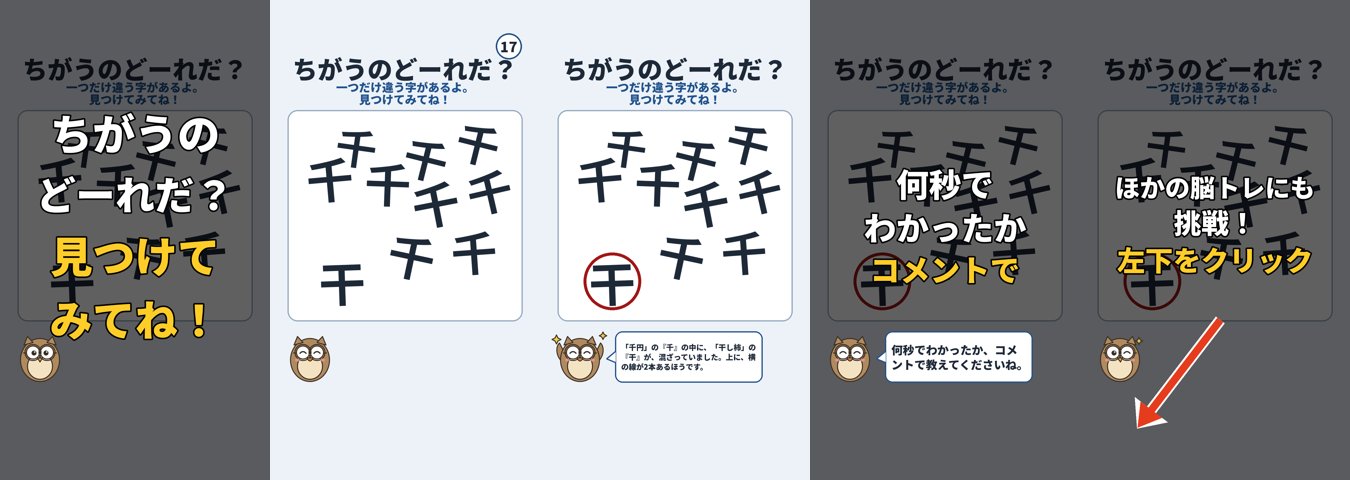 ちがうのどーれだ？
一つだけ違う字があるよ。
見つけてみてね！
ちがうの
どーれだ？
見つけて
みてね！
17
ちがうのどーれだ？
一つだけ違う字があるよ。
見つけてみてね！
千
千
千
千
千
千
千
千
千
干
ちがうのどーれだ？
一つだけ違う字があるよ。
見つけてみてね！
千
千
千
千
千
千
千
千
千
干
「千円」の『千』の中に、「干し柿」の
『干』が、混ざっていました。上に、横
の線が2本あるほうです。
ちがうのどーれだ？
一つだけ違う字があるよ。
見つけてみてね！
何秒で
わかったか
コメントで
何秒でわかったか、コメ
ントで教えてくださいね。
ちがうのどーれだ？
一つだけ違う字があるよ。
見つけてみてね！
ほかの脳トレにも
挑戦！
左下をクリック